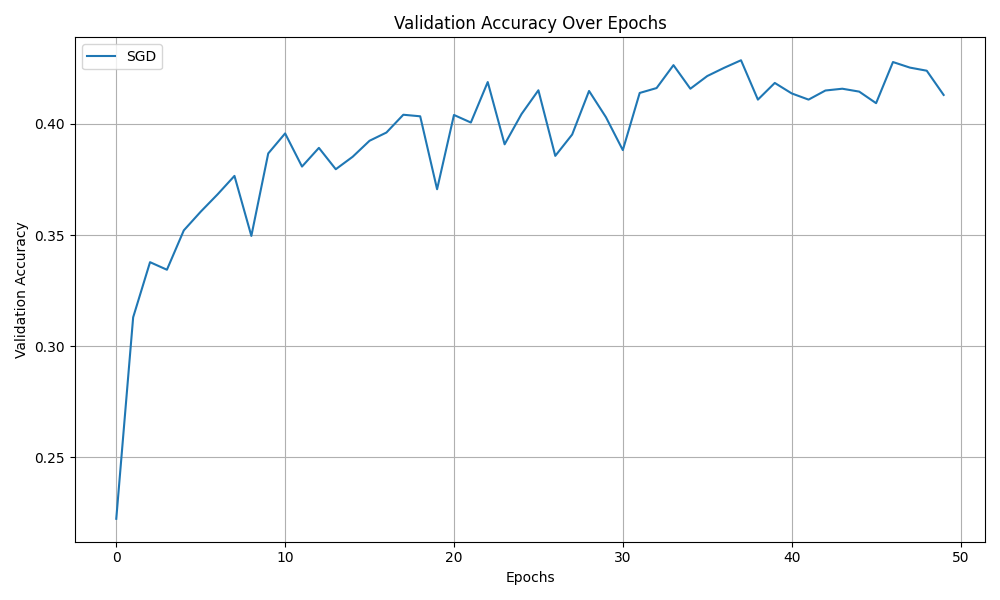 Validation Accuracy Over Epochs
SGD
Validation Accuracy
0.40
0.35
0.30
0.25
0 10 20 30 40 50
Epochs